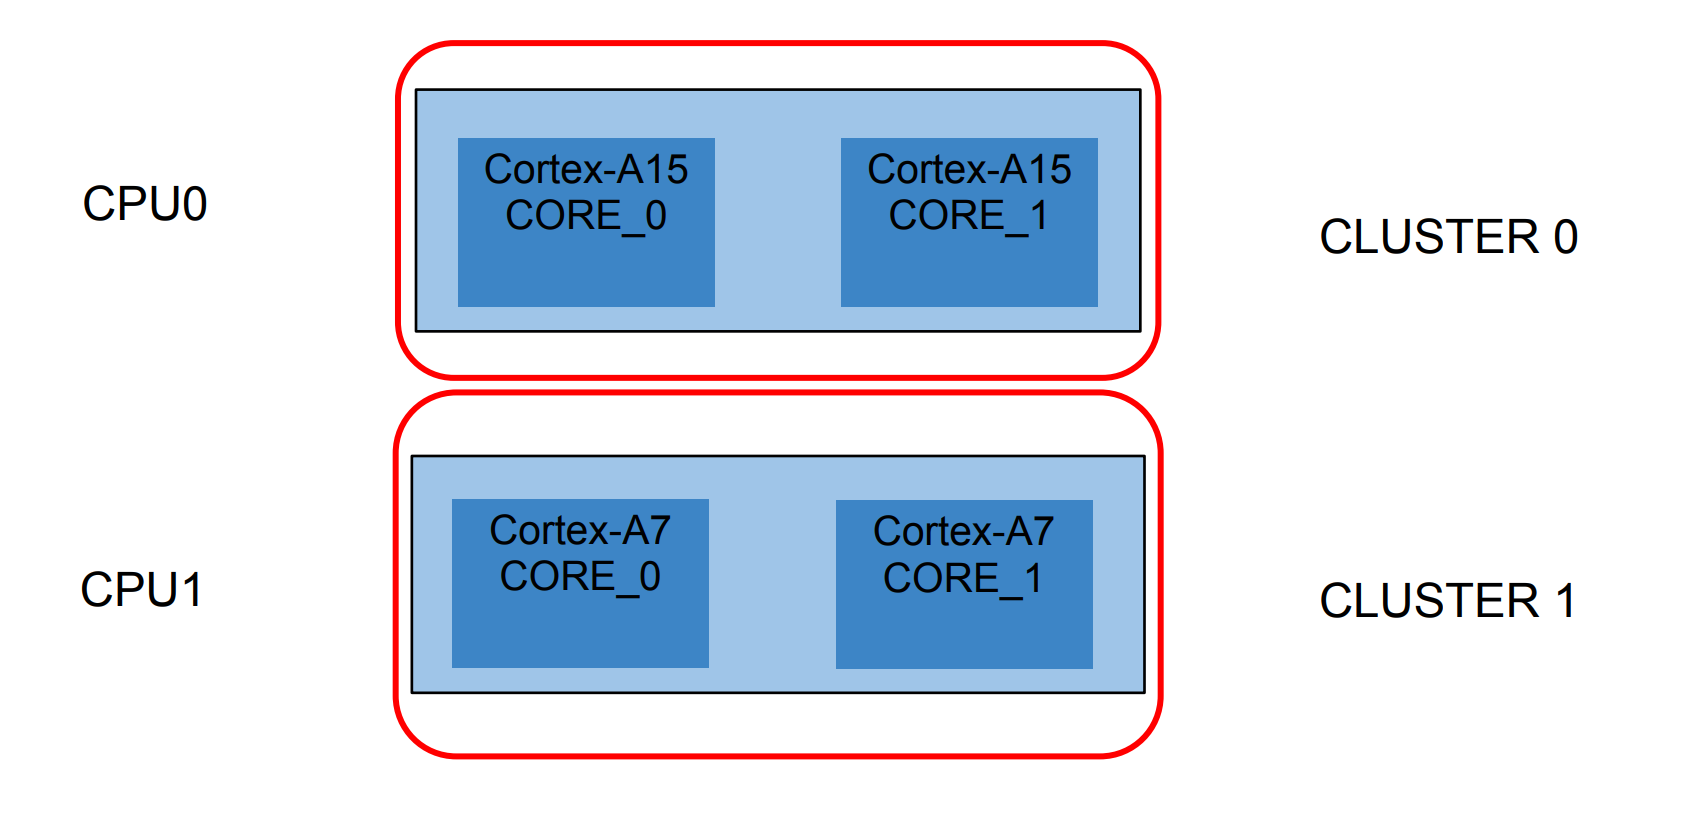 CPU0
Cortex-A15
CORE_0
Cortex-A15
CORE_1
CLUSTER 0
CPU1
Cortex-A7
CORE_0
Cortex-A7
CORE_1
CLUSTER 1